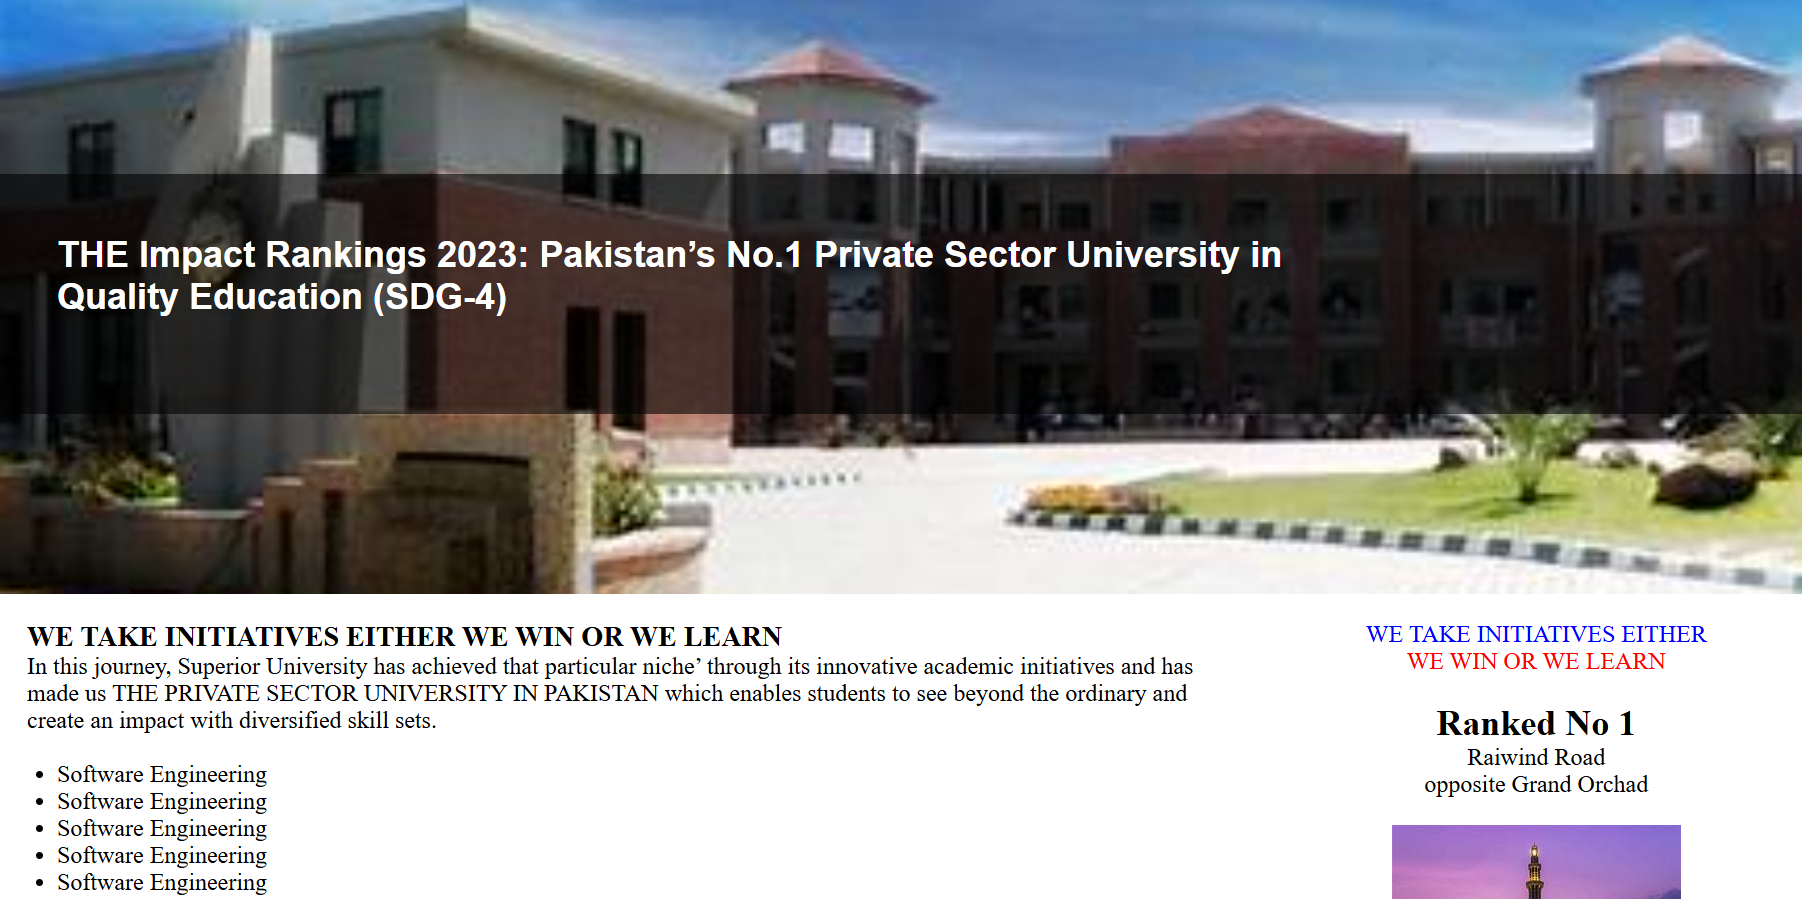 THE Impact Rankings 2023: Pakistan’s No.1 Private Sector University in
Quality Education (SDG-4)
WE TAKE INITIATIVES EITHER WE WIN OR WE LEARN
In this journey, Superior University has achieved that particular niche’ through its innovative academic initiatives and has
made us THE PRIVATE SECTOR UNIVERSITY IN PAKISTAN which enables students to see beyond the ordinary and
create an impact with diversified skill sets.
Software Engineering
Software Engineering
Software Engineering
Software Engineering
Software Engineering
WE TAKE INITIATIVES EITHER
WE WIN OR WE LEARN
Ranked No 1
Raiwind Road
opposite Grand Orchad